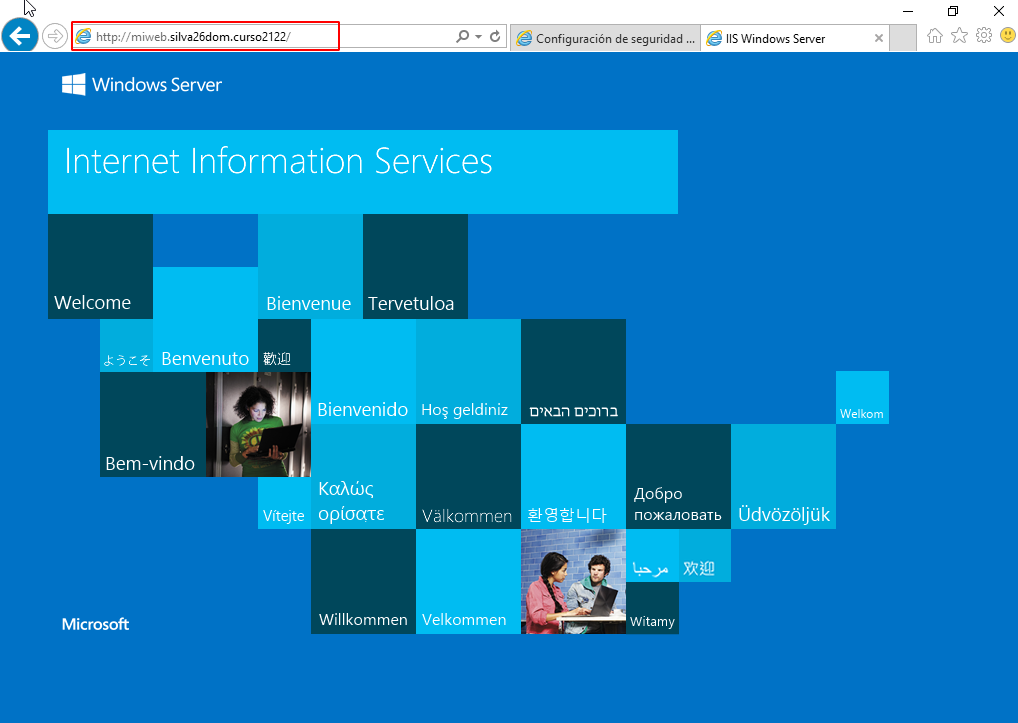 http://miweb.silva26dom.curso2122/
Configuración de seguridad ...
IIS Windows Server
Windows Server
Internet Information Services
Welcome
Bienvenue
Tervetuloa
ようこそ
Benvenuto
歡迎
Bienvenido
Hoş geldiniz
ברוכים הבאים
Welkom
Bem-vindo
Vítejte
Καλώς
ορίσατε
Välkommen
환영합니다
Добро
пожаловать
Üdvözöljük
Willkommen
Velkommen
مرحبا
欢迎
Witamy
Microsoft